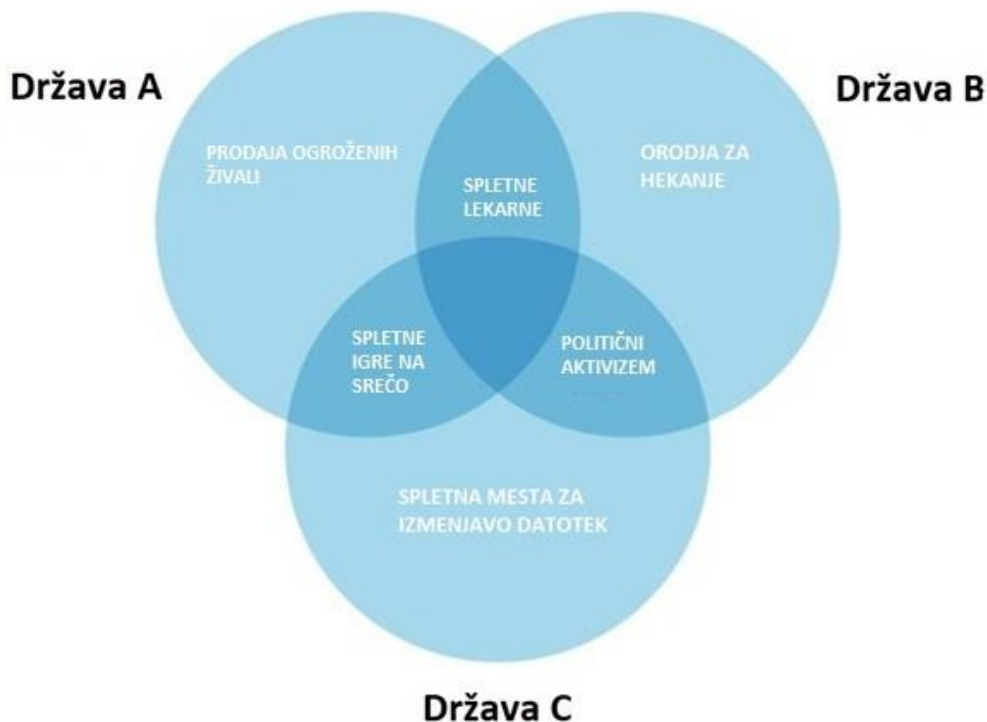 Država A
Država B
PRODAJA OGROŽENIH
ŽIVALI
SPLETNE
LEKARNE
ORODJA ZA
HEKANJE
SPLETNE
IGRE NA
SREČO
POLITIČNI
AKTIVIZEM
SPLETNA MESTA ZA
IZMENJAVO DATOTEK
Država C